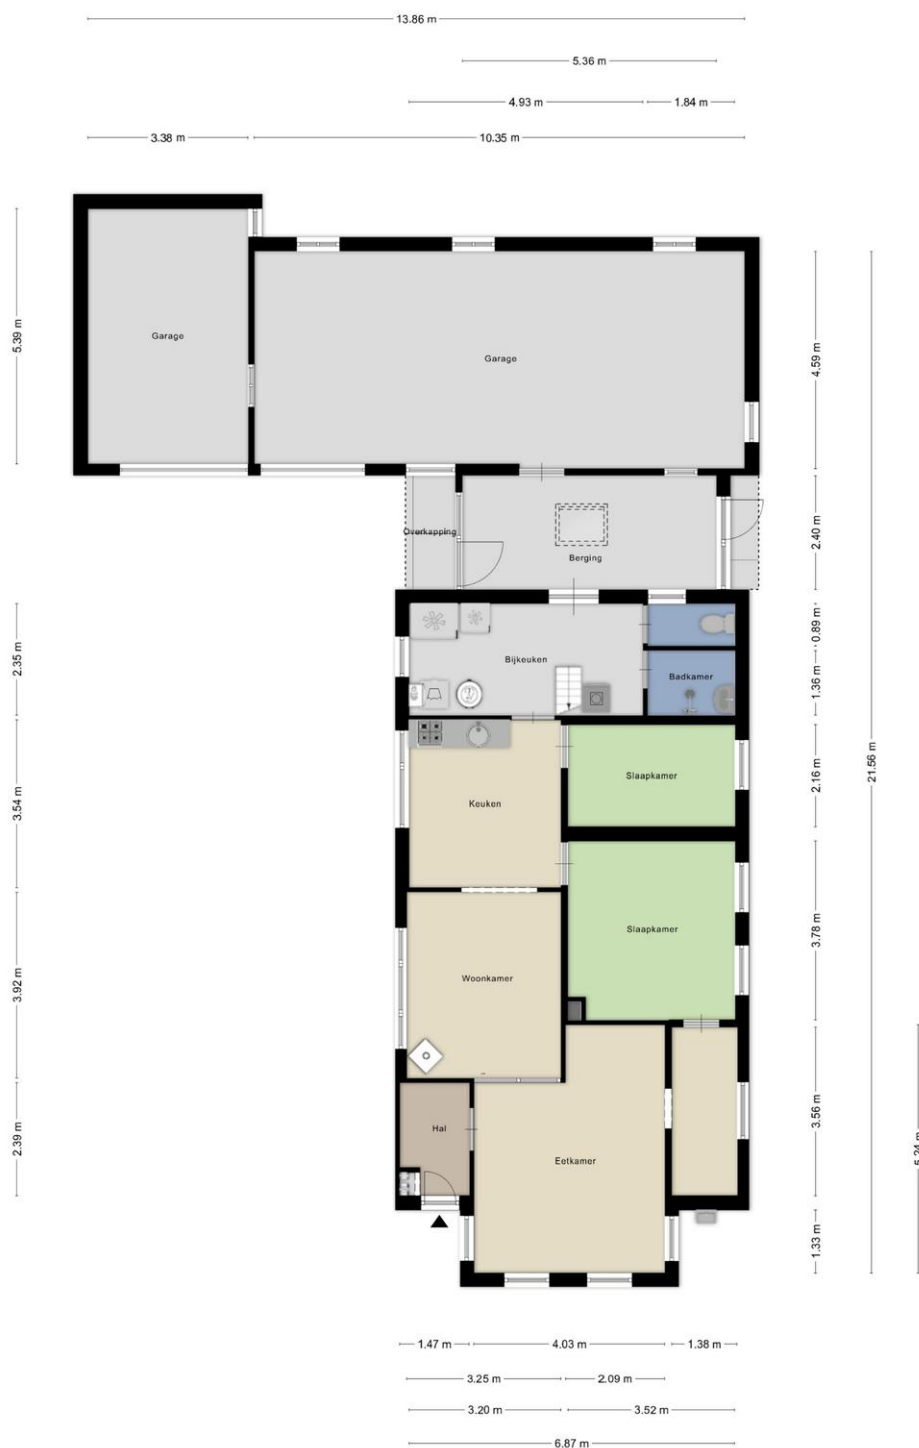 13.86 m
5.36 m
4.93 m
1.84 m
3.38 m
10.35 m
5.39 m
Garage
Garage
4.59 m
21.56 m
Overkapping
Berging
2.40 m
2.35 m
Bijkeuken
0.89 m
Badkamer
1.36 m
3.54 m
Keuken
Slaapkamer
2.16 m
Slaapkamer
3.78 m
3.92 m
Woonkamer
2.39 m
Hal
Eetkamer
3.56 m
5.24 m
1.33 m
1.47 m
4.03 m
1.38 m
3.25 m
2.09 m
3.20 m
3.52 m
6.87 m